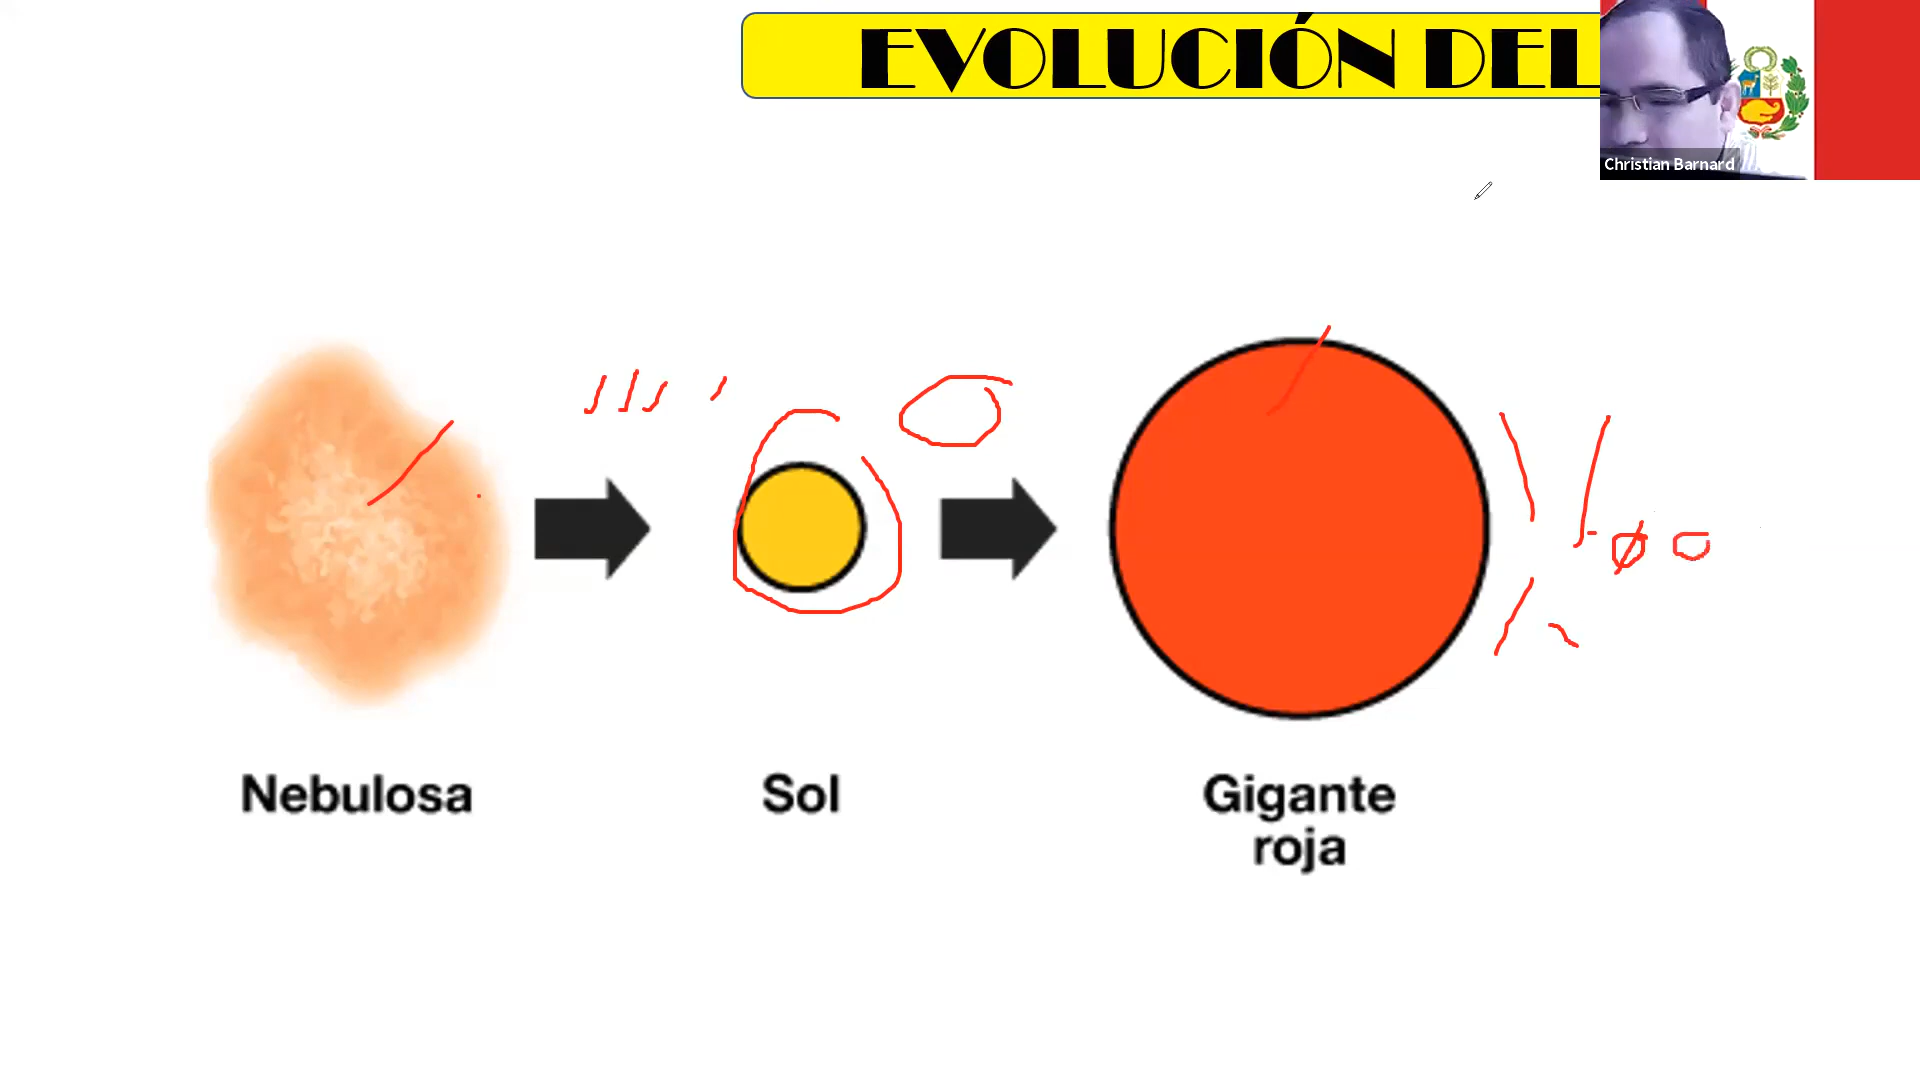 EVOLUCIÓN DEL
Christian Barnard
Nebulosa
Sol
Gigante
roja